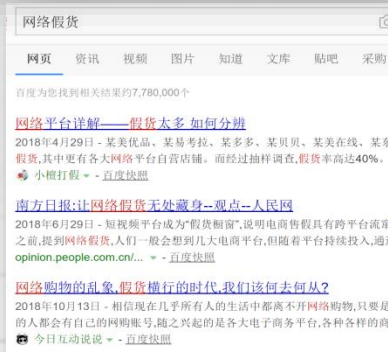 网络假货
网页 资讯 视频 图片 知道 文库 贴吧 采购
百度为您找到相关结果约7,780,000个
网络平台详解——假货太多 如何分辨
2018年4月29日 - 某美优品、某易考拉、某多多、某贝贝、某美在线、某东
假货,其中更有各大网络平台自营店铺。而经过抽样调查,假货率高达40%。
小檀打假 - 百度快照
南方日报:让网络假货无处藏身--观点--人民网
2018年6月29日 - 短视频平台成为“假货橱窗”,说明电商售假具有跨平台流窜
之前,提到网络假货,人们一般会想到几大电商平台,但随着平台持续投入,通过
opinion.people.com.cn/... - 百度快照
网络购物的乱象,假货横行的时代,我们该何去何从?
2018年10月13日 - 相信现在几乎所有人的生活中都离不开网络购物,只要是
的人都会有自己的网购账号,随之兴起的是各大电子商务平台,各种各样的商
今日互动说说 - 百度快照